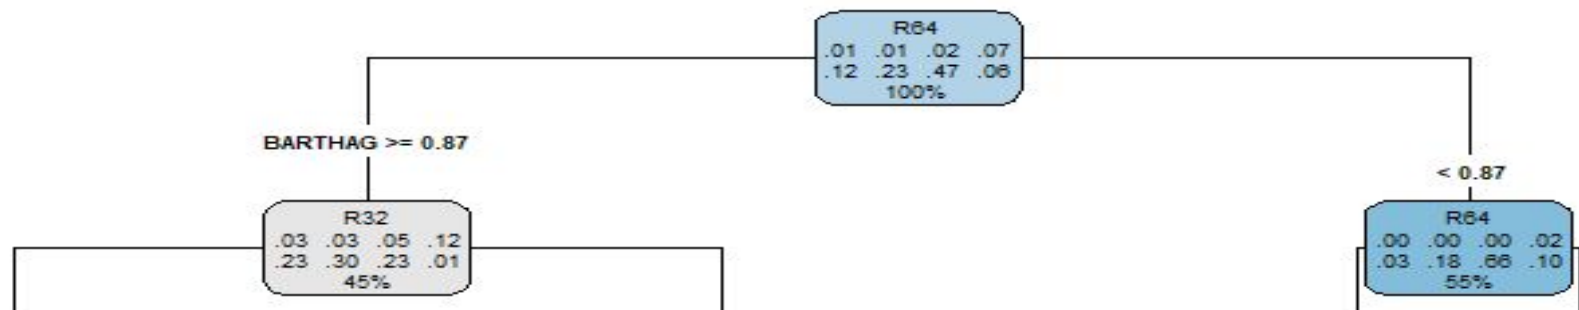 R64
.01 .01 .02 .07
.12 .23 .47 .06
100%
BARTHAG >= 0.87
< 0.87
R32
.03 .03 .05 .12
.23 .30 .23 .01
45%
R64
.00 .00 .00 .02
.03 .18 .66 .10
55%